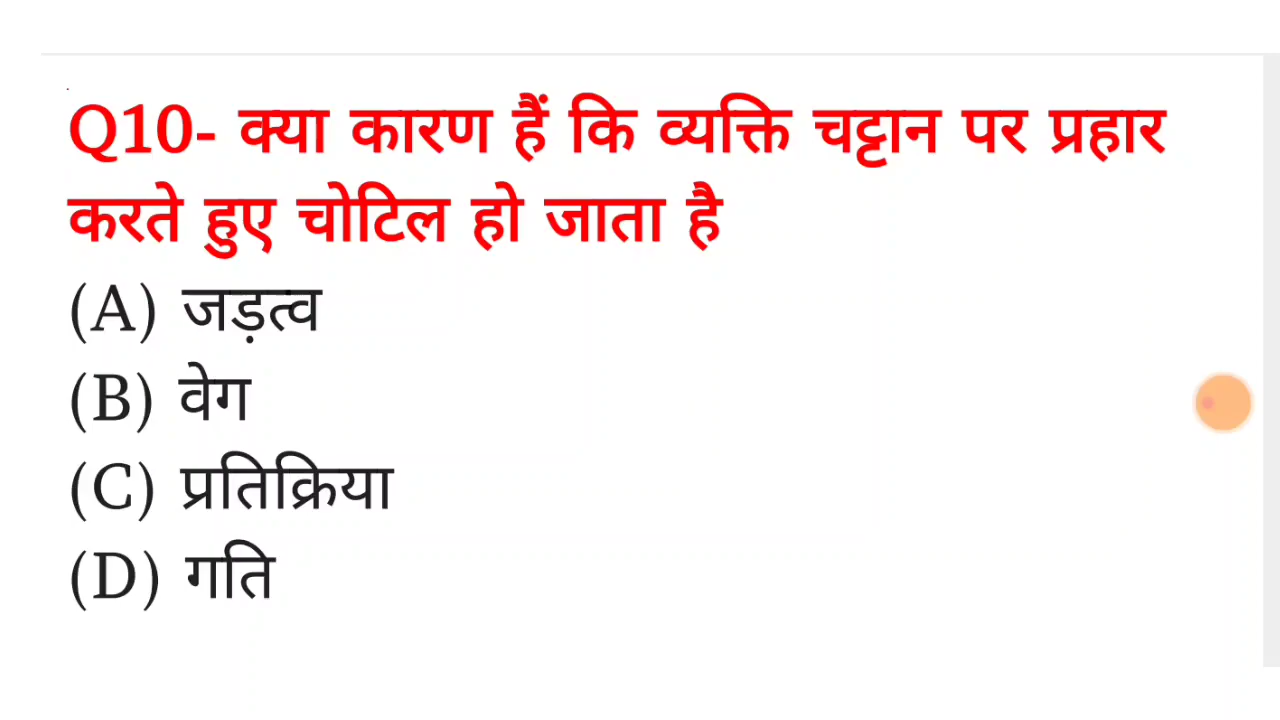 Q10- क्या कारण हैं कि व्यक्ति चट्टान पर प्रहार
करते हुए चोटिल हो जाता है
(A) जड़त्व
(B) वेग
(C) प्रतिक्रिया
(D) गति